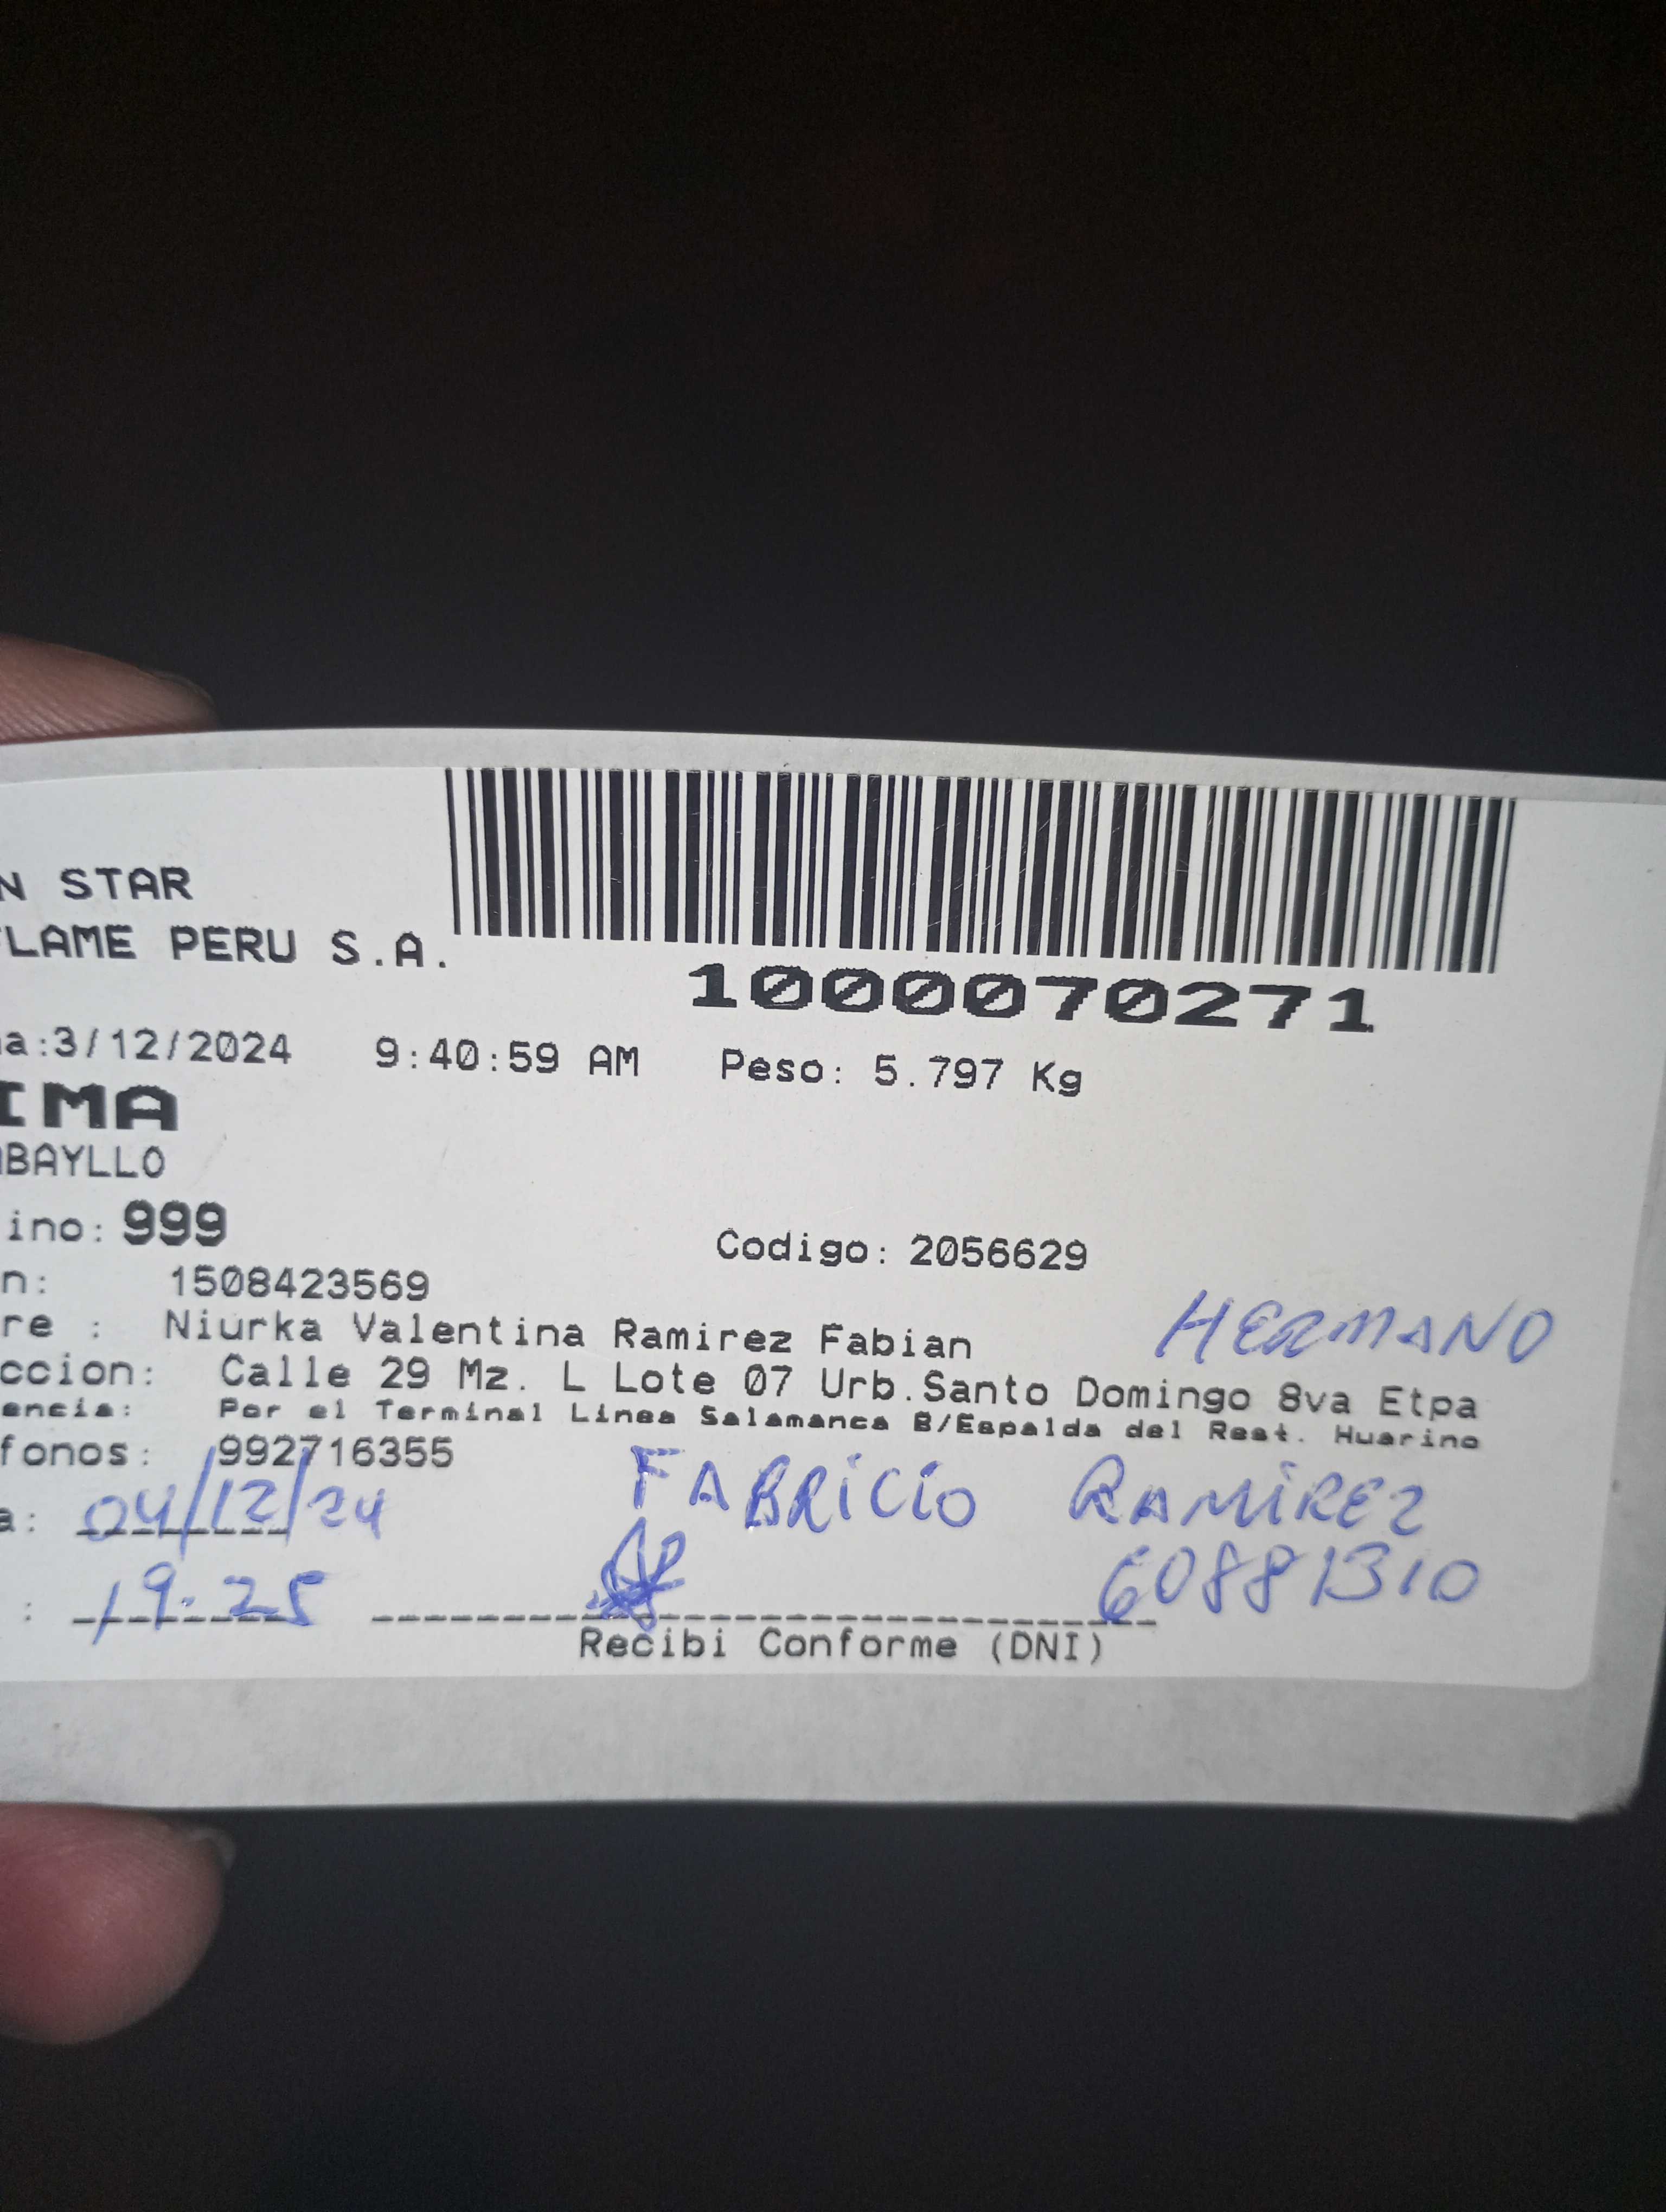 N STAR
FLAME PERU S.A.
1000070271
a:3/12/2024 9:40:59 AM Peso: 5.797 Kg
IMA
ABAYLLO
ino: 999
Codigo: 2056629
n: 1508423569
re : Niurka Valentina Ramirez Fabian HERMANO
ccion: Calle 29 Mz. L Lote 07 Urb.Santo Domingo 8va Etpa
encia: Por el Terminal Linea Salamanca B/Espalda del Rest. Huarino
fonos: 992716355
a: 04/12/24 FABRICIO RAMIREZ
: 19:25 60881310
Recibi Conforme (DNI)